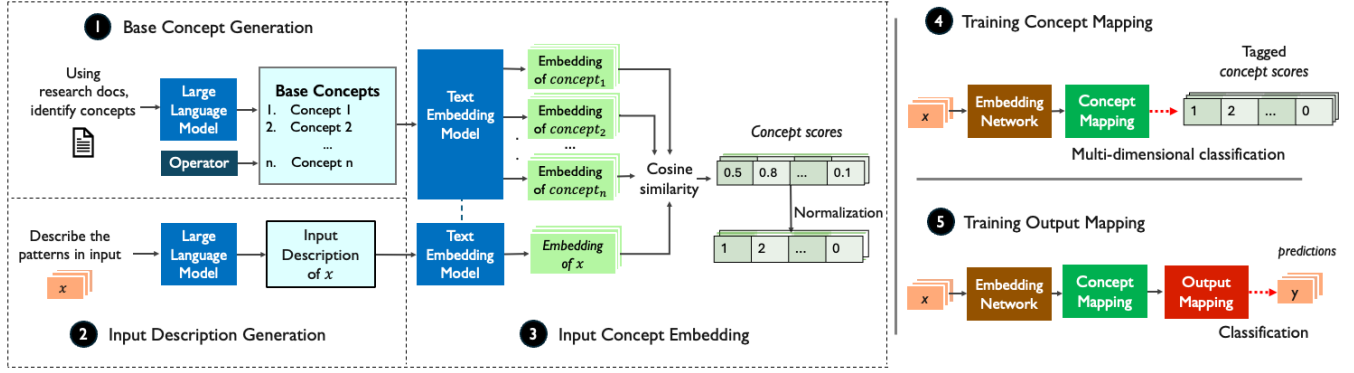 1 Base Concept Generation
Using
research docs,
identify concepts
Large
Language
Model
Operator
Base Concepts
1. Concept 1
2. Concept 2
...
n. Concept n
Describe the
patterns in input
x
Large
Language
Model
Input
Description
of x
2 Input Description Generation
Text
Embedding
Model
Embedding
of concept₁
Embedding
of concept₂
...
Embedding
of conceptₙ
.
.
.
Text
Embedding
Model
Embedding
of x
Cosine
similarity
Concept scores
0.5 0.8 ... 0.1
Normalization
1 2 ... 0
3 Input Concept Embedding
4 Training Concept Mapping
x
Embedding
Network
Concept
Mapping
Tagged
concept scores
1 2 ... 0
Multi-dimensional classification
5 Training Output Mapping
x
Embedding
Network
Concept
Mapping
Output
Mapping
predictions
y
Classification